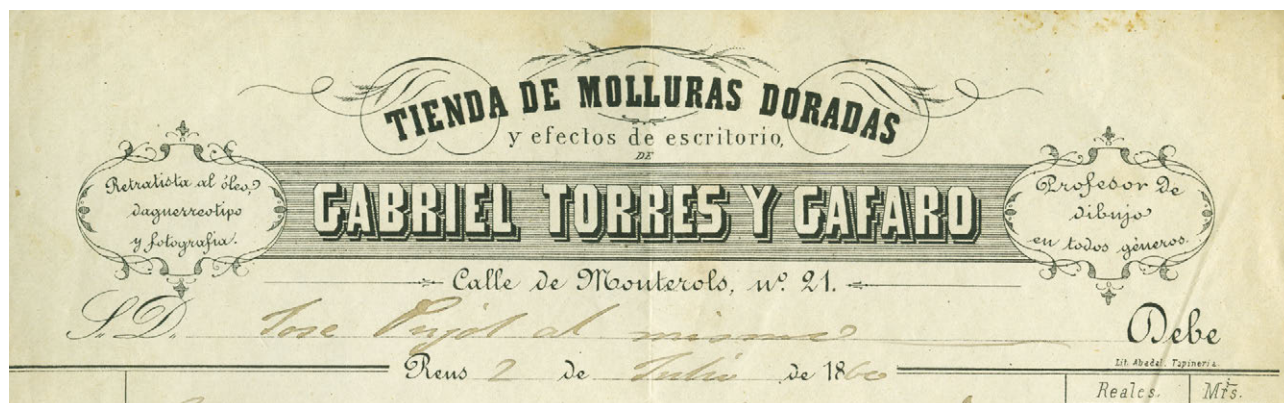 TIENDA DE MOLLURAS DORADAS
y efectos de escritorio,
DE
GABRIEL TORRES Y GAFARO
Retratista al óleo,
daguerreotipo
y fotografia.
Profesor de
dibujo
en todos géneros.
Calle de Monterols, nº. 21.
S. D. Jose Pujol al mismo Debe
Lit. Abadal. Tapineria.
Reus 2 de Julio de 1860
Reales. Mrs.